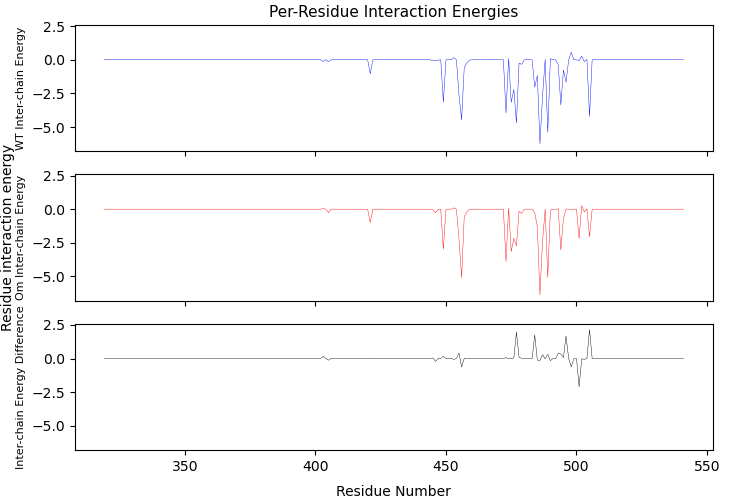 Per-Residue Interaction Energies
Residue interaction energy
WT Inter-chain Energy
2.5
0.0
−2.5
−5.0
Om Inter-chain Energy
2.5
0.0
−2.5
−5.0
Inter-chain Energy Difference
2.5
0.0
−2.5
−5.0
350 400 450 500 550
Residue Number